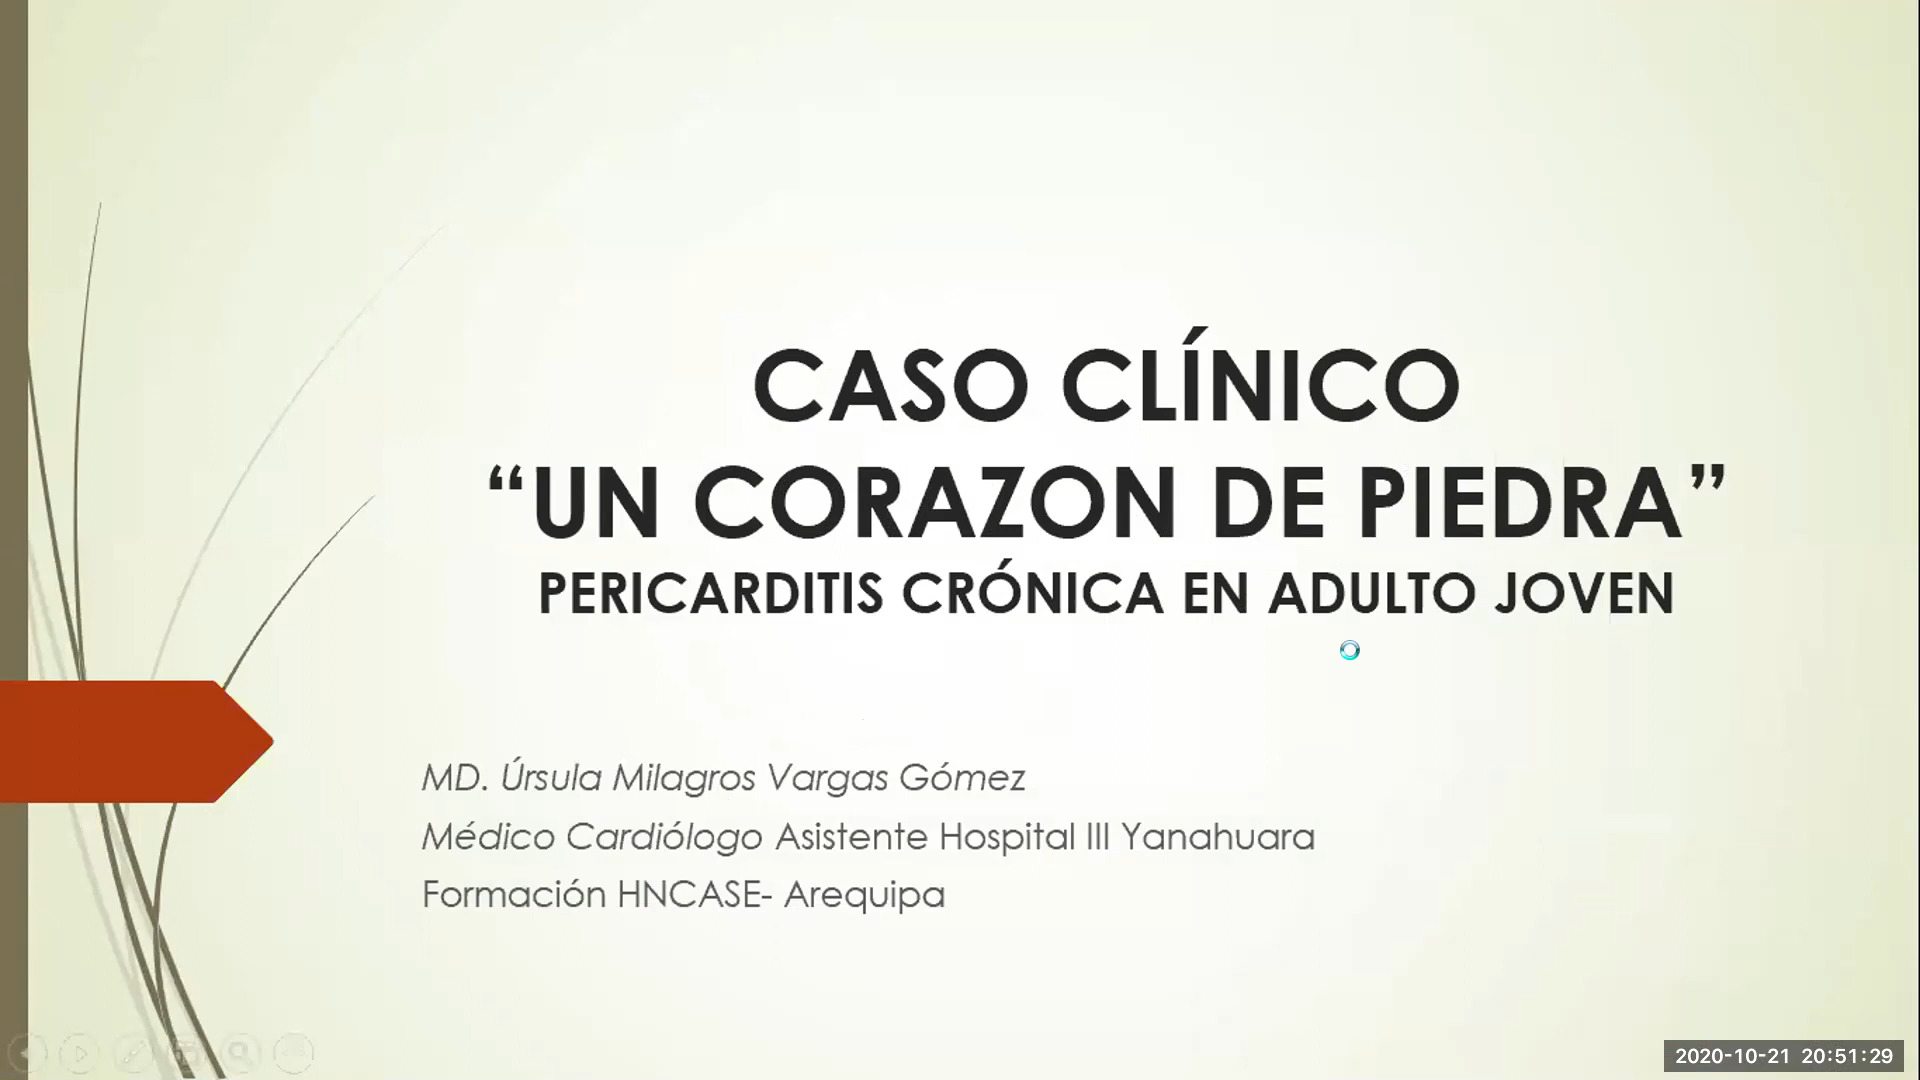 CASO CLÍNICO
“UN CORAZON DE PIEDRA”
PERICARDITIS CRÓNICA EN ADULTO JOVEN
MD. Úrsula Milagros Vargas Gómez
Médico Cardiólogo Asistente Hospital III Yanahuara
Formación HNCASE- Arequipa
2020-10-21 20:51:29